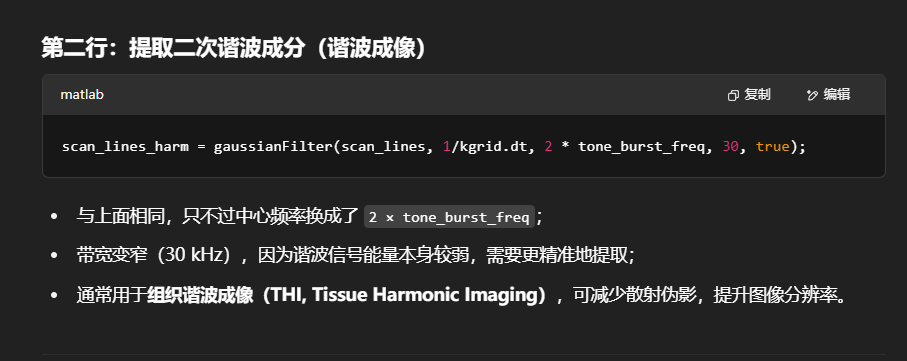 第二行：提取二次谐波成分（谐波成像）
matlab 复制 编辑
scan_lines_harm = gaussianFilter(scan_lines, 1/kgrid.dt, 2 * tone_burst_freq, 30, true);
与上面相同，只不过中心频率换成了 2 × tone_burst_freq；
带宽变窄（30 kHz），因为谐波信号能量本身较弱，需要更精准地提取；
通常用于组织谐波成像（THI, Tissue Harmonic Imaging），可减少散射伪影，提升图像分辨率。